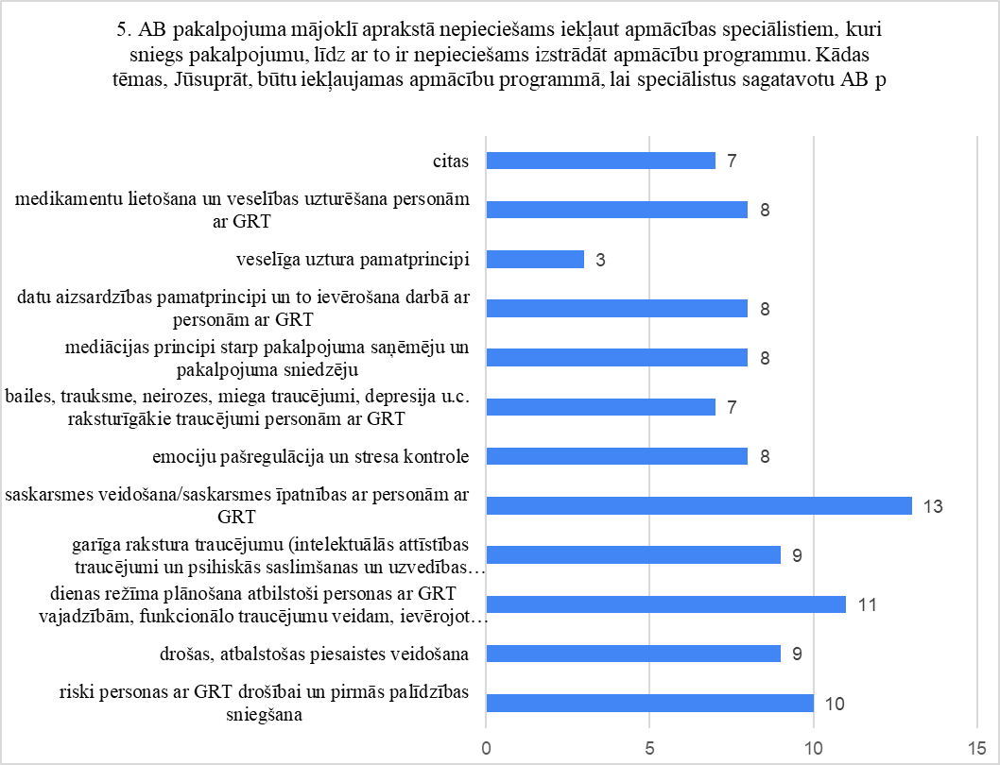 5. AB pakalpojuma mājoklī aprakstā nepieciešams iekļaut apmācības speciālistiem, kuri
sniegs pakalpojumu, līdz ar to ir nepieciešams izstrādāt apmācību programmu. Kādas
tēmas, Jūsuprāt, būtu iekļaujamas apmācību programmā, lai speciālistus sagatavotu AB p
citas
7
medikamentu lietošana un veselības uzturēšana personām
ar GRT
8
veselīga uztura pamatprincipi
3
datu aizsardzības pamatprincipi un to ievērošana darbā ar
personām ar GRT
8
mediācijas principi starp pakalpojuma saņēmēju un
pakalpojuma sniedzēju
8
bailes, trauksme, neirozes, miega traucējumi, depresija u.c.
raksturīgākie traucējumi personām ar GRT
7
emociju pašregulācija un stresa kontrole
8
saskarsmes veidošana/saskarsmes īpatnības ar personām ar
GRT
13
garīga rakstura traucējumu (intelektuālās attīstības
traucējumi un psihiskās saslimšanas un uzvedības…
9
dienas režīma plānošana atbilstoši personas ar GRT
vajadzībām, funkcionālo traucējumu veidam, ievērojot…
11
drošas, atbalstošas piesaistes veidošana
9
riski personas ar GRT drošībai un pirmās palīdzības
sniegšana
10
0 5 10 15